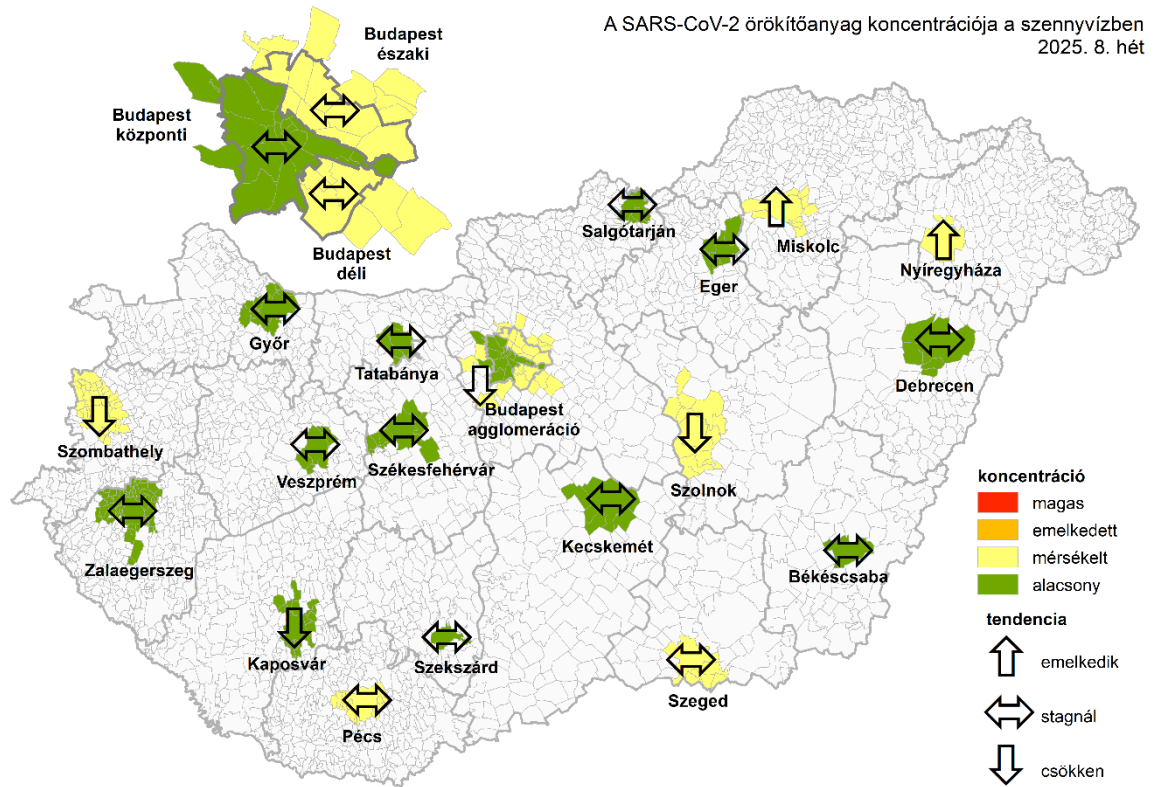 A SARS-CoV-2 örökítőanyag koncentrációja a szennyvízben
2025. 8. hét
Budapest
északi
Budapest
központi
Budapest
déli
Salgótarján
Miskolc
Eger
Nyíregyháza
Győr
Tatabánya
Budapest
agglomeráció
Debrecen
Szombathely
Veszprém
Székesfehérvár
Szolnok
Zalaegerszeg
Kecskemét
Békéscsaba
Kaposvár
Szekszárd
Szeged
Pécs
koncentráció
magas
emelkedett
mérsékelt
alacsony
tendencia
emelkedik
stagnál
csökken